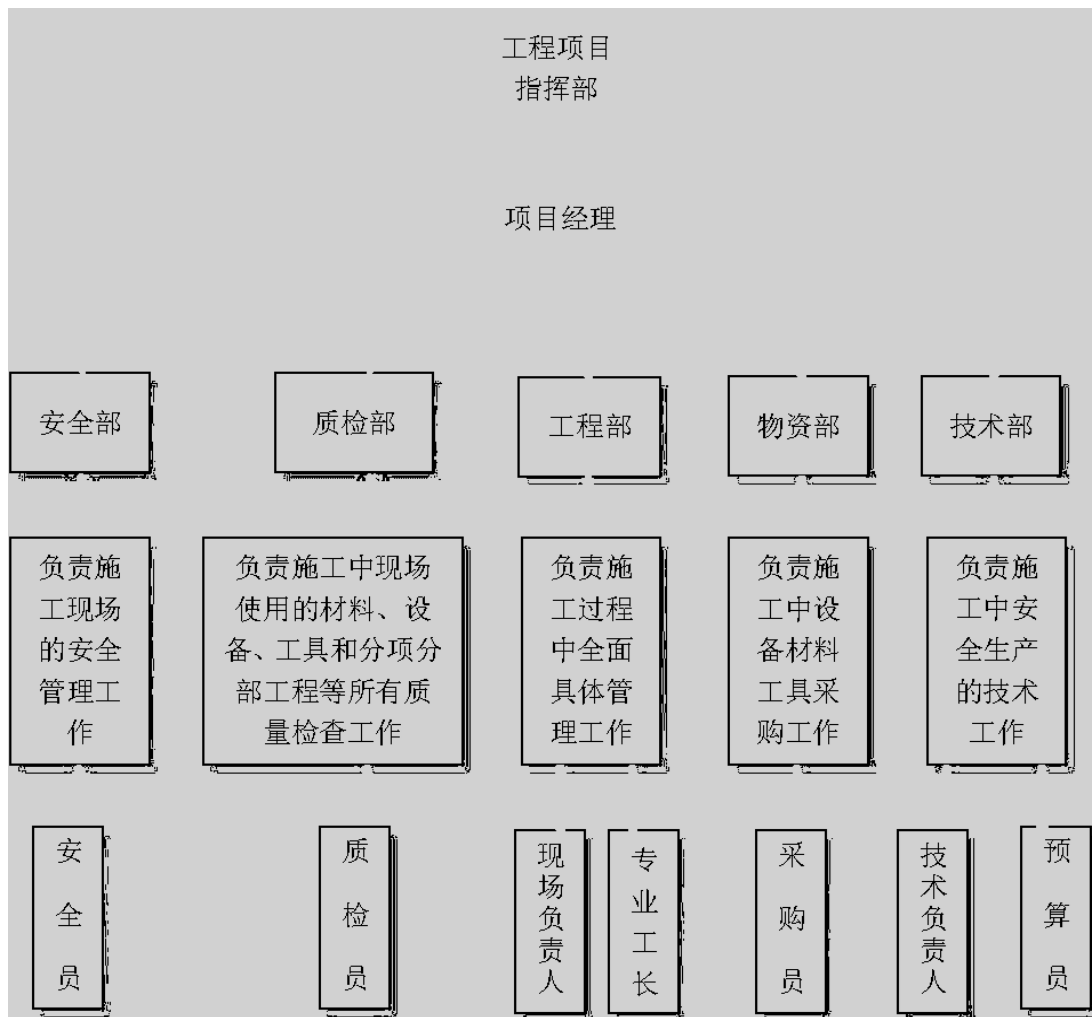 工程项目
指挥部
项目经理
安全部
质检部
工程部
物资部
技术部
负责施
工现场
的安全
管理工
作
负责施工中现场
使用的材料、设
备、工具和分项分
部工程等所有质
量检查工作
负责施
工过程
中全面
具体管
理工作
负责施
工中设
备材料
工具采
购工作
负责施
工中安
全生产
的技术
工作
安全员
质检员
现场负责人
专业工长
采购员
技术负责人
预算员